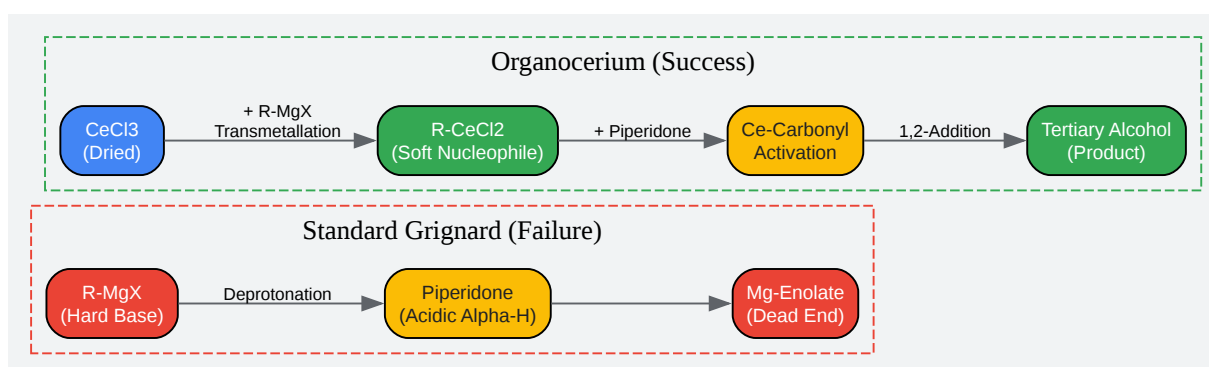 Organocerium (Success)
CeCl3
(Dried)
+ R-MgX
Transmetallation
R-CeCl2
(Soft Nucleophile)
+ Piperidone
Ce-Carbonyl
Activation
1,2-Addition
Tertiary Alcohol
(Product)
Standard Grignard (Failure)
R-MgX
(Hard Base)
Deprotonation
Piperidone
(Acidic Alpha-H)
Mg-Enolate
(Dead End)